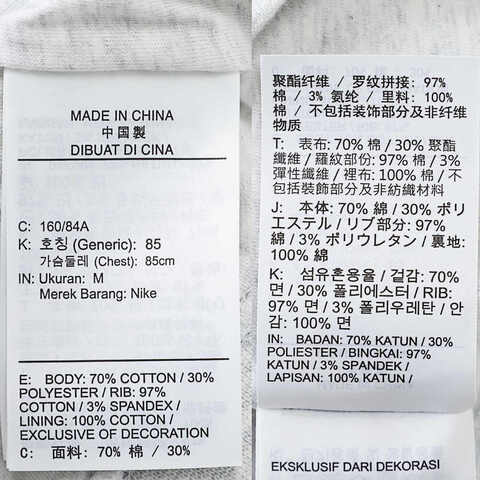 MADE IN CHINA
中国製
DIBUAT DI CINA
C: 160/84A
K: 호칭 (Generic): 85
가슴둘레 (Chest): 85cm
IN: Ukuran: M
Merek Barang: Nike
E: BODY: 70% COTTON / 30%
POLYESTER / RIB: 97%
COTTON / 3% SPANDEX /
LINING: 100% COTTON /
EXCLUSIVE OF DECORATION
C: 面料: 70% 棉 / 30%
聚酯纤维 / 罗纹拼接: 97%
棉 / 3% 氨纶 / 里料: 100%
棉 / 不包括装饰部分及非纤维
物质
T: 表布: 70% 棉 / 30% 聚酯
纖維 / 羅紋部份: 97% 棉 / 3%
彈性纖維 / 裡布: 100% 棉 / 不
包括裝飾部分及非紡織材料
J: 本体: 70% 綿 / 30% ポリ
エステル / リブ部分: 97%
綿 / 3% ポリウレタン / 裏地:
100% 綿
K: 섬유혼용율 / 겉감: 70%
면 / 30% 폴리에스터 / RIB:
97% 면 / 3% 폴리우레탄 / 안
감: 100% 면
IN: BADAN: 70% KATUN / 30%
POLIESTER / BINGKAI: 97%
KATUN / 3% SPANDEK /
LAPISAN: 100% KATUN /
EKSKLUSIF DARI DEKORASI